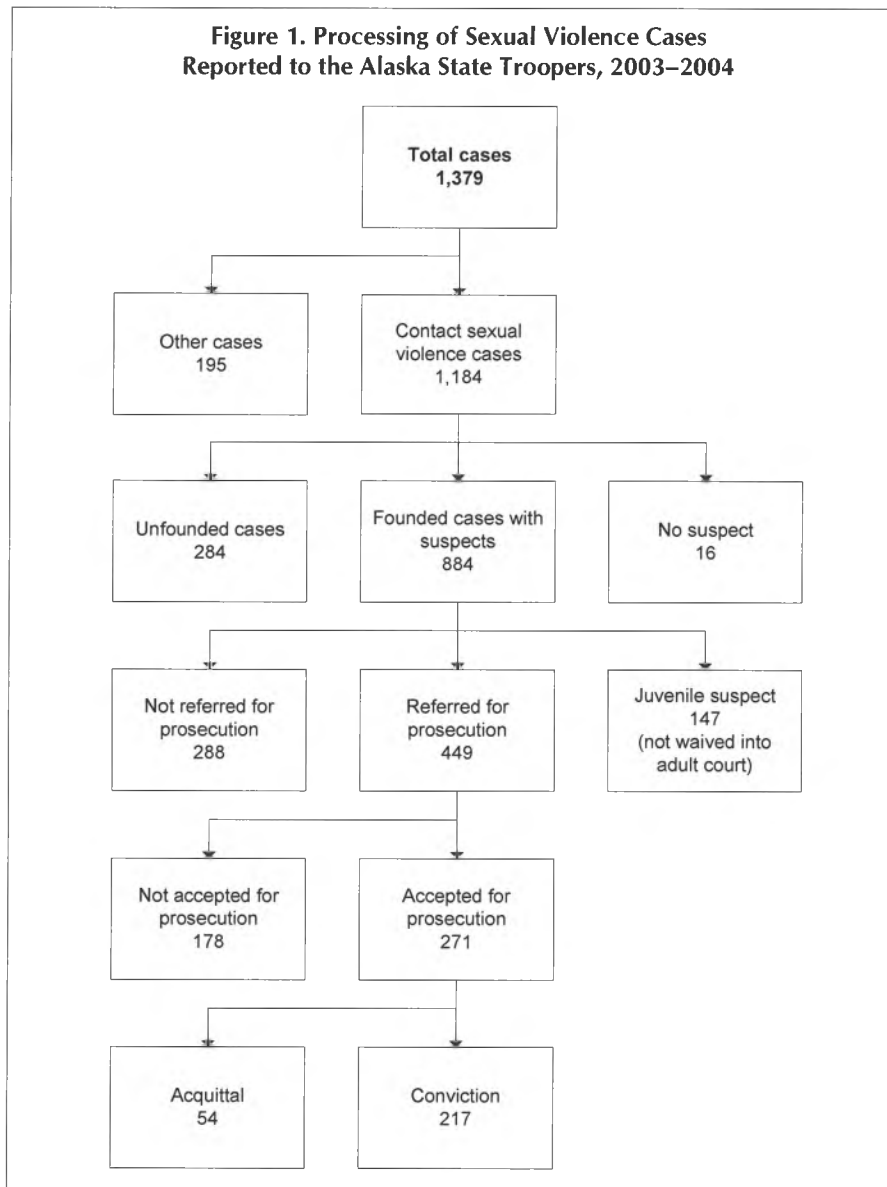 Figure 1. Processing of Sexual Violence Cases
Reported to the Alaska State Troopers, 2003–2004
Total cases
1,379
Other cases
195
Contact sexual
violence cases
1,184
Unfounded cases
284
Founded cases with
suspects
884
No suspect
16
Not referred for
prosecution
288
Referred for
prosecution
449
Juvenile suspect
147
(not waived into
adult court)
Not accepted for
prosecution
178
Accepted for
prosecution
271
Acquittal
54
Conviction
217